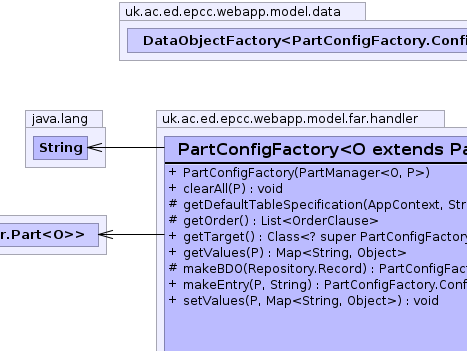 uk.ac.ed.epcc.webapp.model.data
DataObjectFactory<PartConfigFactory.Confi
java.lang
String
uk.ac.ed.epcc.webapp.model.far.handler
PartConfigFactory<O extends Pa
+ PartConfigFactory(PartManager<O, P>)
+ clearAll(P) : void
# getDefaultTableSpecification(AppContext, Str
# getOrder() : List<OrderClause>
+ getTarget() : Class<? super PartConfigFactory
+ getValues(P) : Map<String, Object>
# makeBDO(Repository.Record) : PartConfigFact
+ makeEntry(P, String) : PartConfigFactory.Conf
+ setValues(P, Map<String, Object>) : void
r.Part<O>>